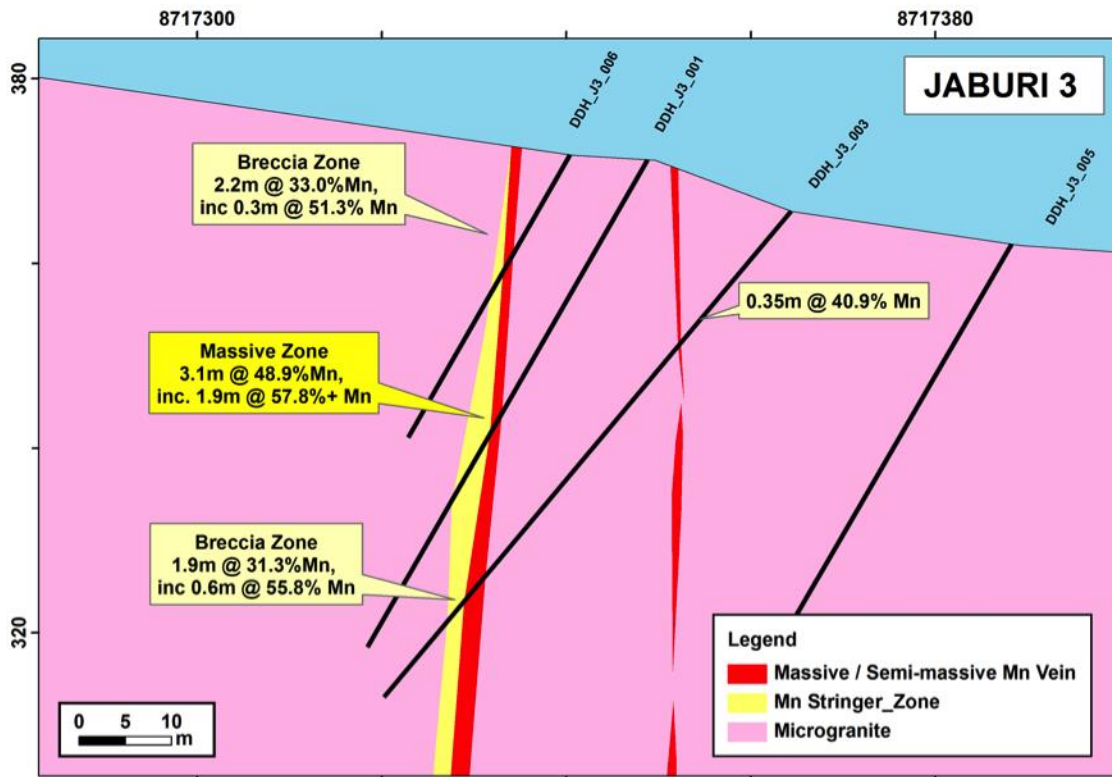 8717300
8717380
380
JABURI 3
DDH_J3_006
DDH_J3_001
DDH_J3_003
DDH_J3_005
Breccia Zone
2.2m @ 33.0%Mn,
inc 0.3m @ 51.3% Mn
0.35m @ 40.9% Mn
Massive Zone
3.1m @ 48.9%Mn,
inc. 1.9m @ 57.8%+ Mn
Breccia Zone
1.9m @ 31.3%Mn,
inc 0.6m @ 55.8% Mn
320
Legend
Massive / Semi-massive Mn Vein
Mn Stringer_Zone
Microgranite
0 5 10
m